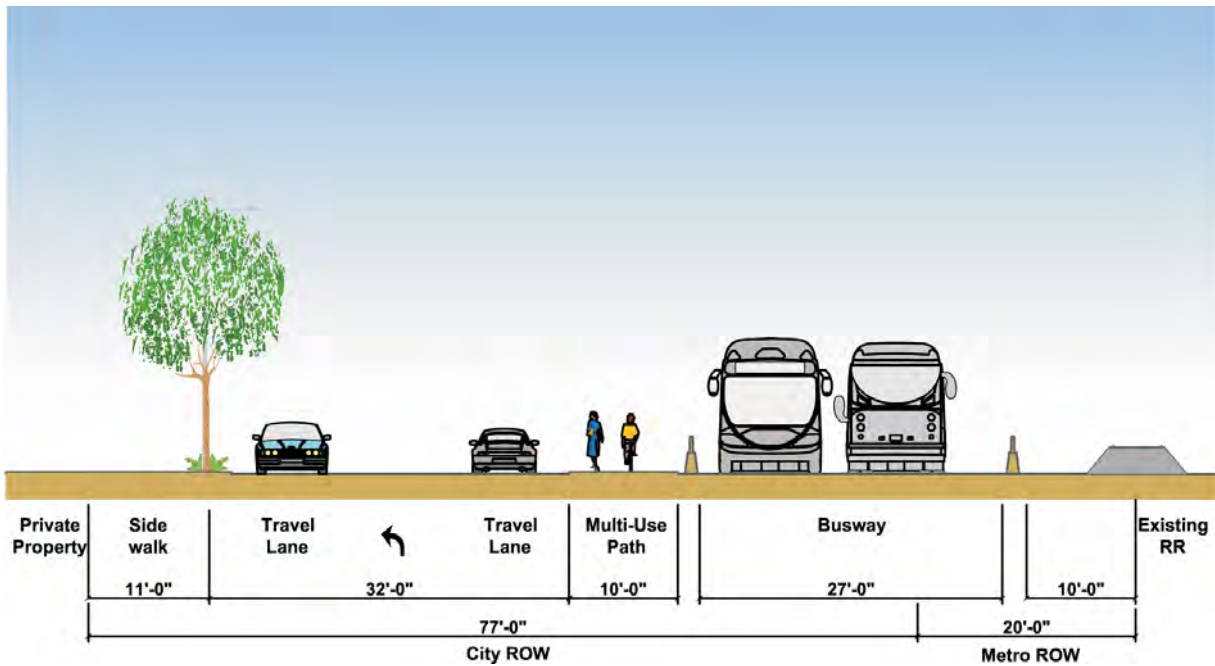 Private
Property
Side
walk
Travel
Lane
Travel
Lane
Multi-Use
Path
Busway
Existing
RR
11'-0"
32'-0"
10'-0"
27'-0"
10'-0"
77'-0"
20'-0"
City ROW
Metro ROW